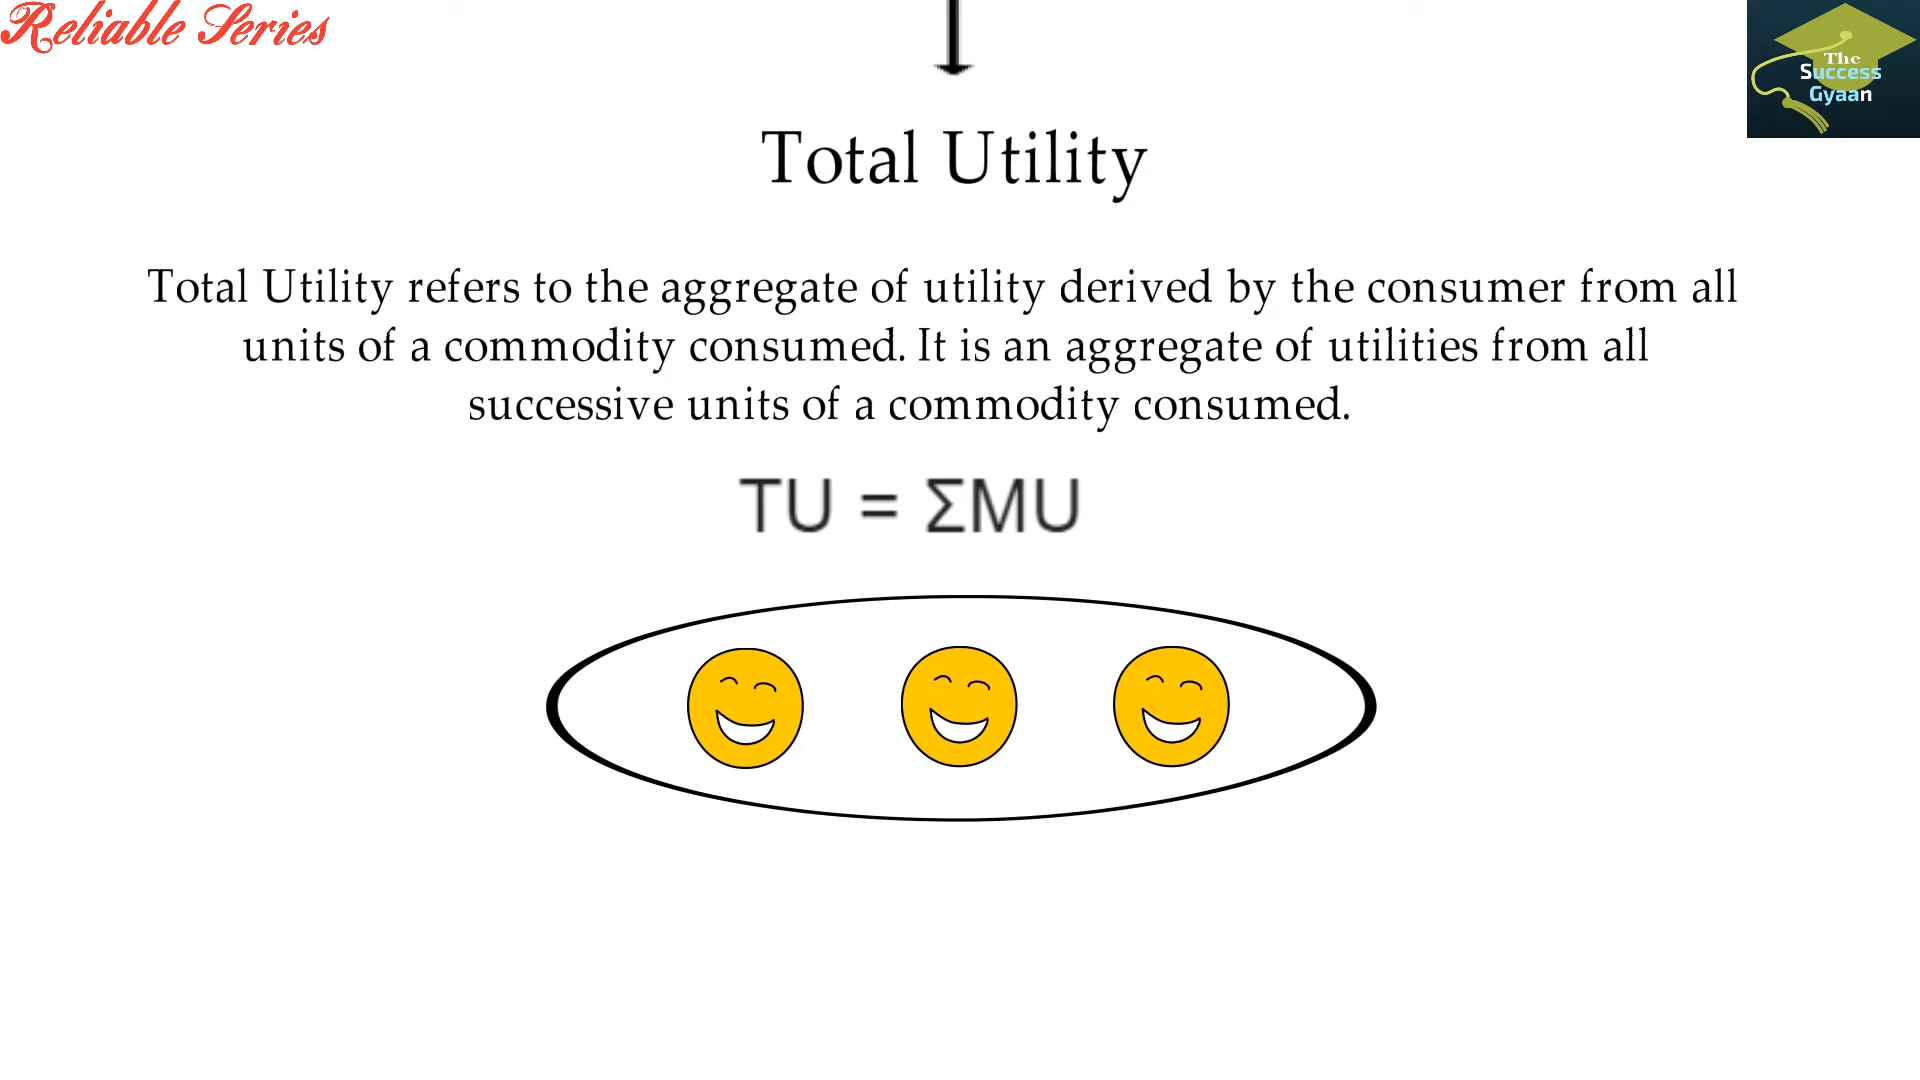 Reliable Series
The
Success
Gyaan
Total Utility
Total Utility refers to the aggregate of utility derived by the consumer from all
units of a commodity consumed. It is an aggregate of utilities from all
successive units of a commodity consumed.
TU = ΣMU